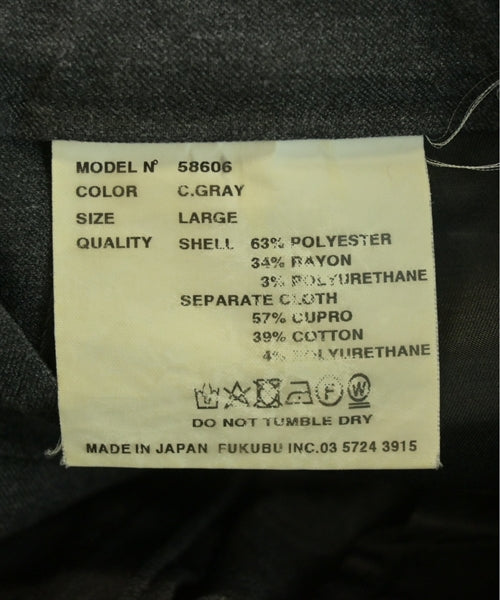 MODEL Nº 58606
COLOR C.GRAY
SIZE LARGE
QUALITY SHELL 63% POLYESTER
34% RAYON
3% POLYURETHANE
SEPARATE CLOTH
57% CUPRO
39% COTTON
4% POLYURETHANE
F W
DO NOT TUMBLE DRY
MADE IN JAPAN FUKUBU INC.03 5724 3915